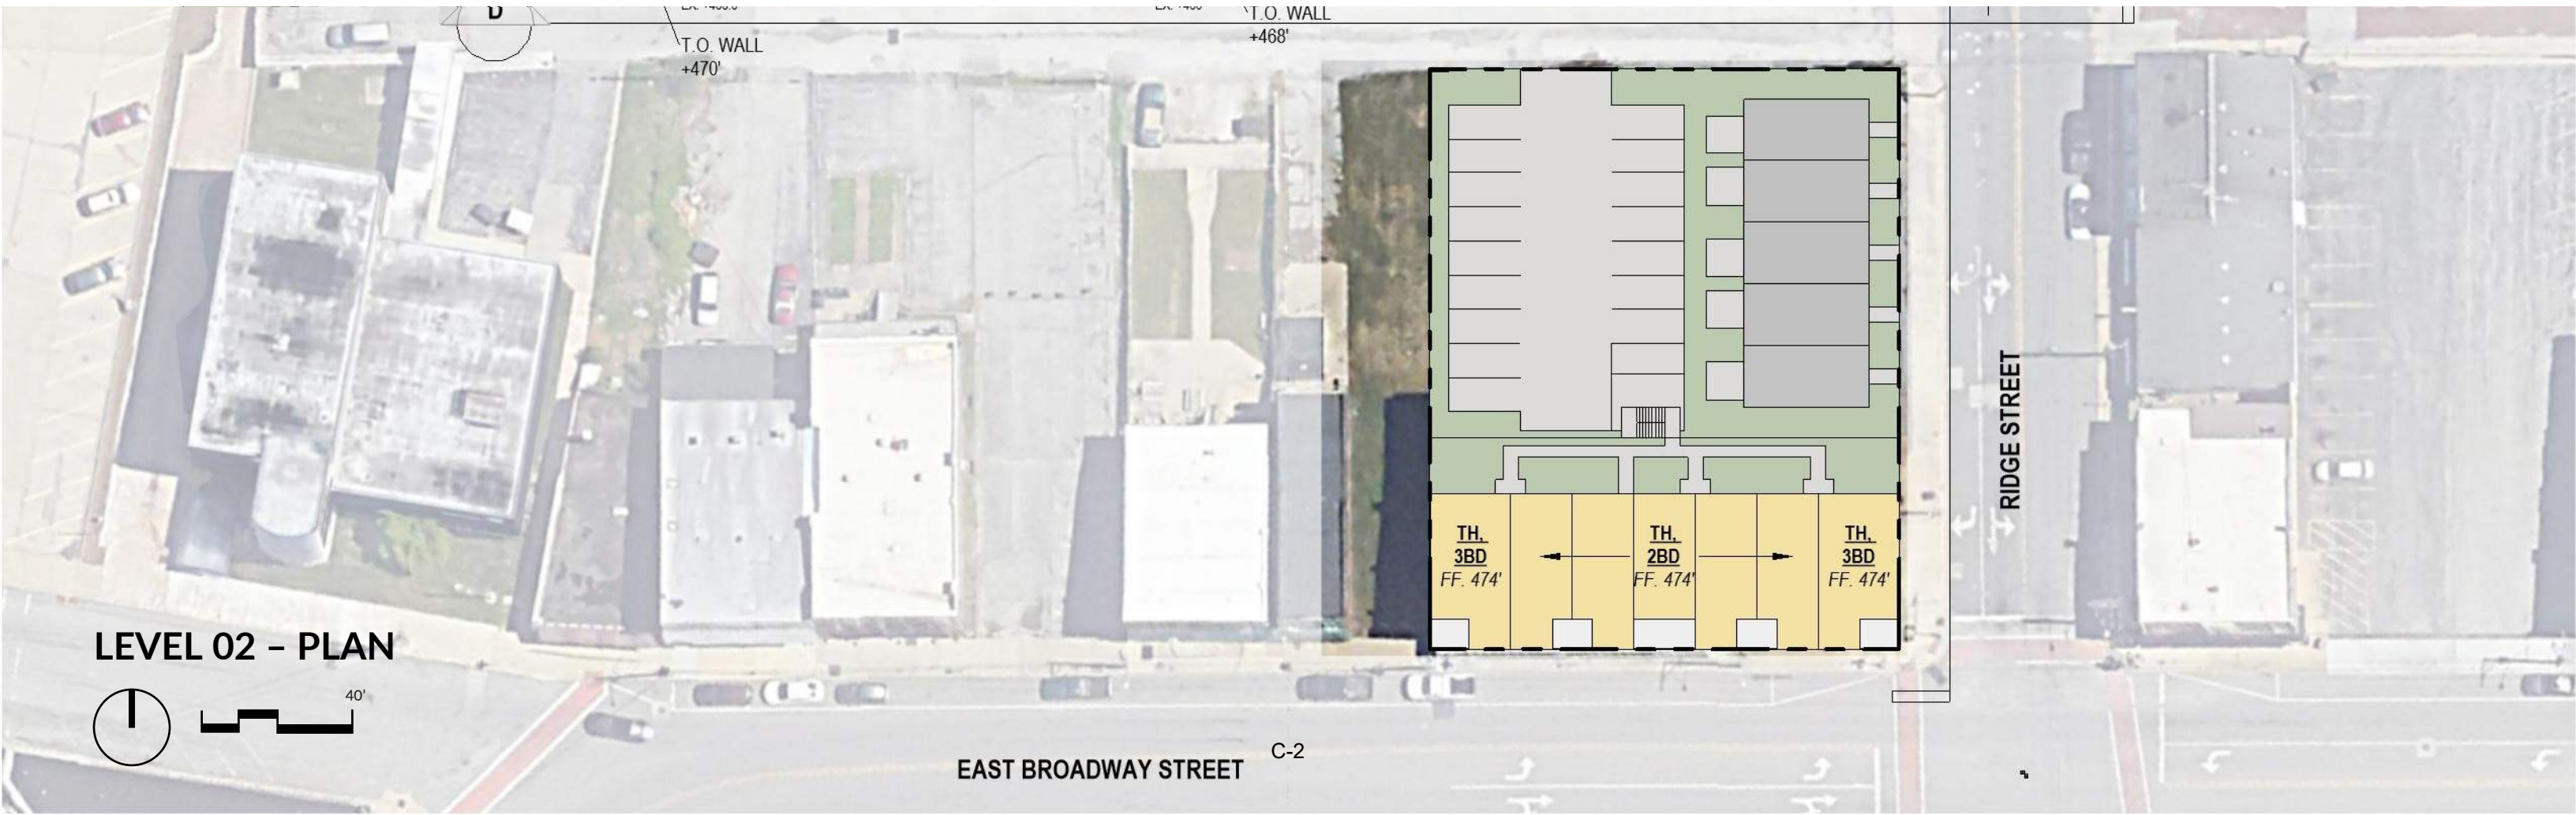 D
T.O. WALL
+468'
T.O. WALL
+470'
RIDGE STREET
TH,
3BD
FF. 474'
TH,
2BD
FF. 474'
TH,
3BD
FF. 474'
LEVEL 02 – PLAN
40'
C-2
EAST BROADWAY STREET